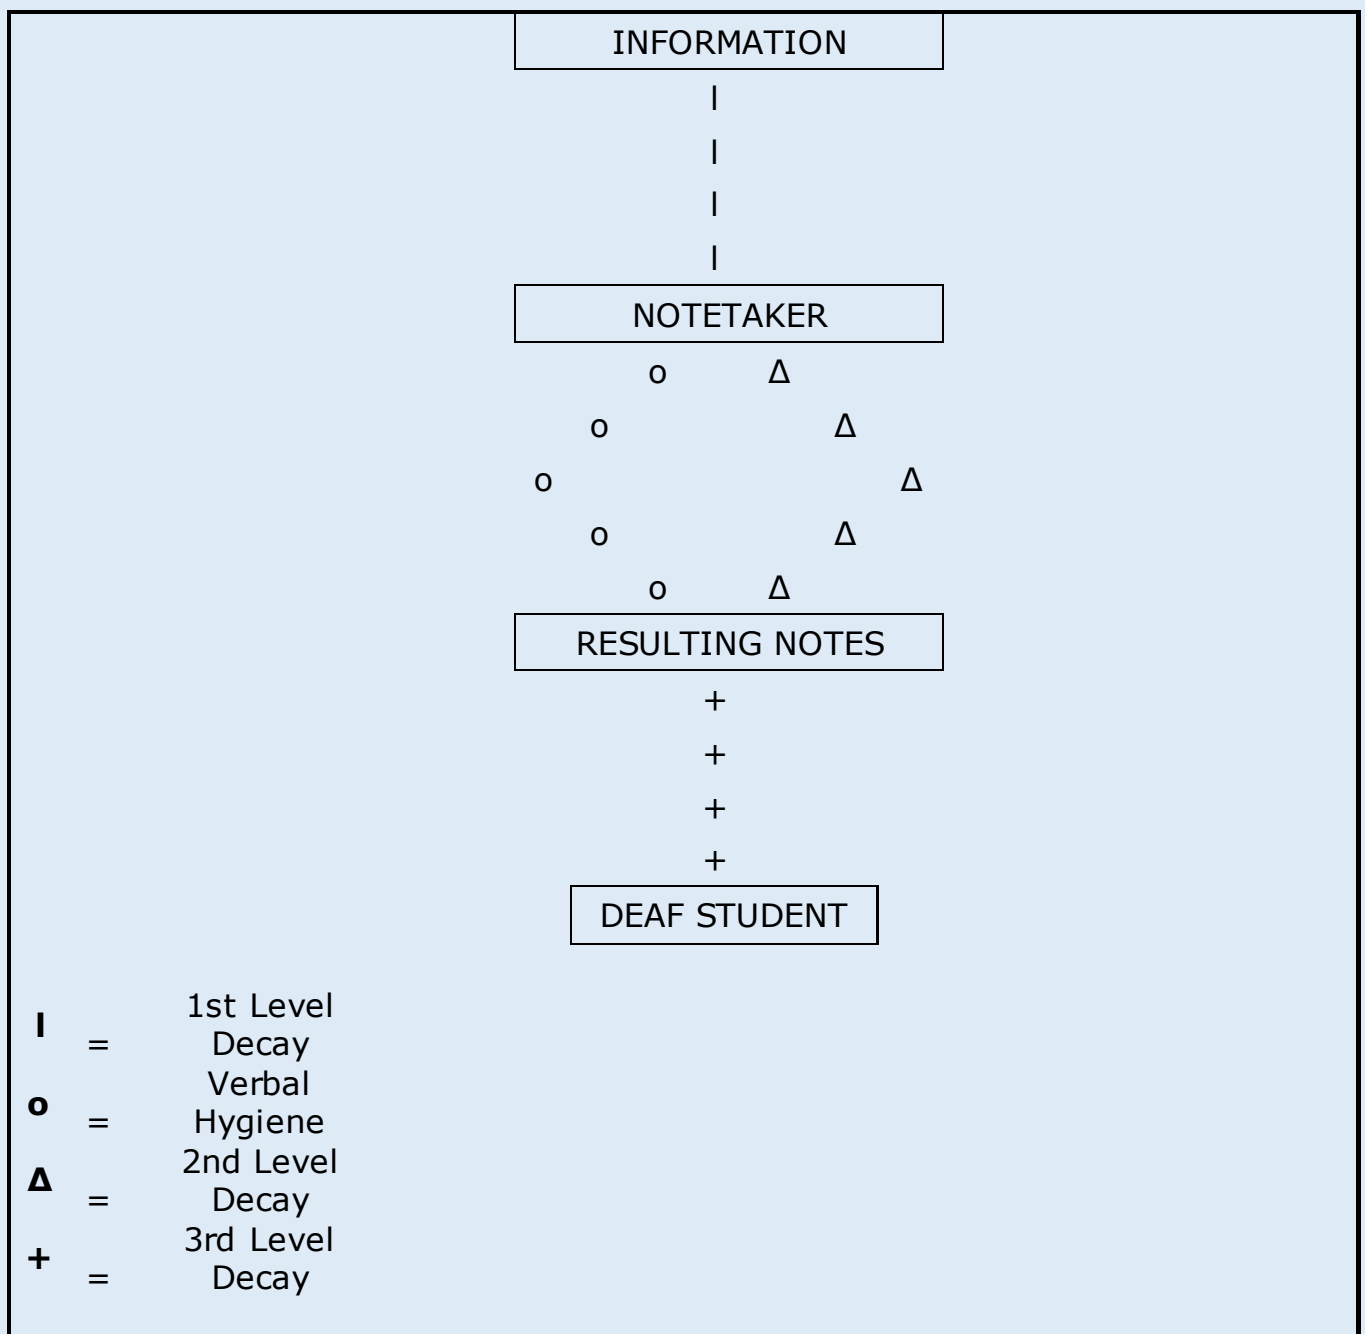 INFORMATION
l
l
l
l
NOTETAKER
o Δ
o Δ
o Δ
o Δ
o Δ
RESULTING NOTES
+
+
+
+
DEAF STUDENT
l = 1st Level
Decay
o = Verbal
Hygiene
Δ = 2nd Level
Decay
+ = 3rd Level
Decay